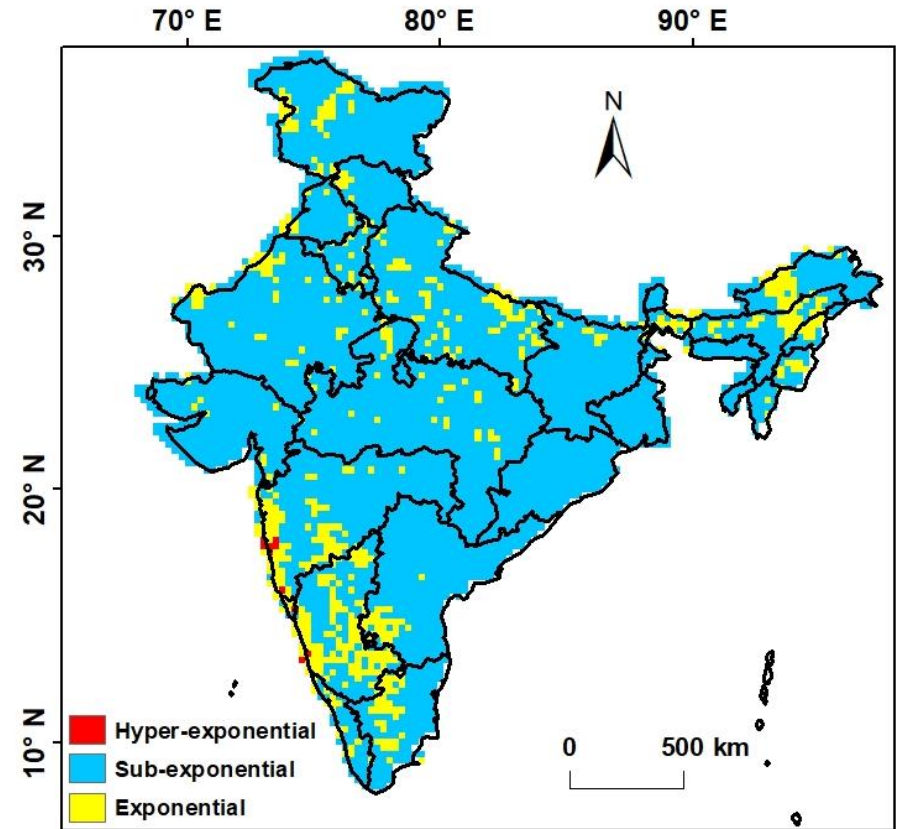 70° E 80° E 90° E
N
30° N
20° N
10° N
Hyper-exponential
Sub-exponential
Exponential
0 500 km